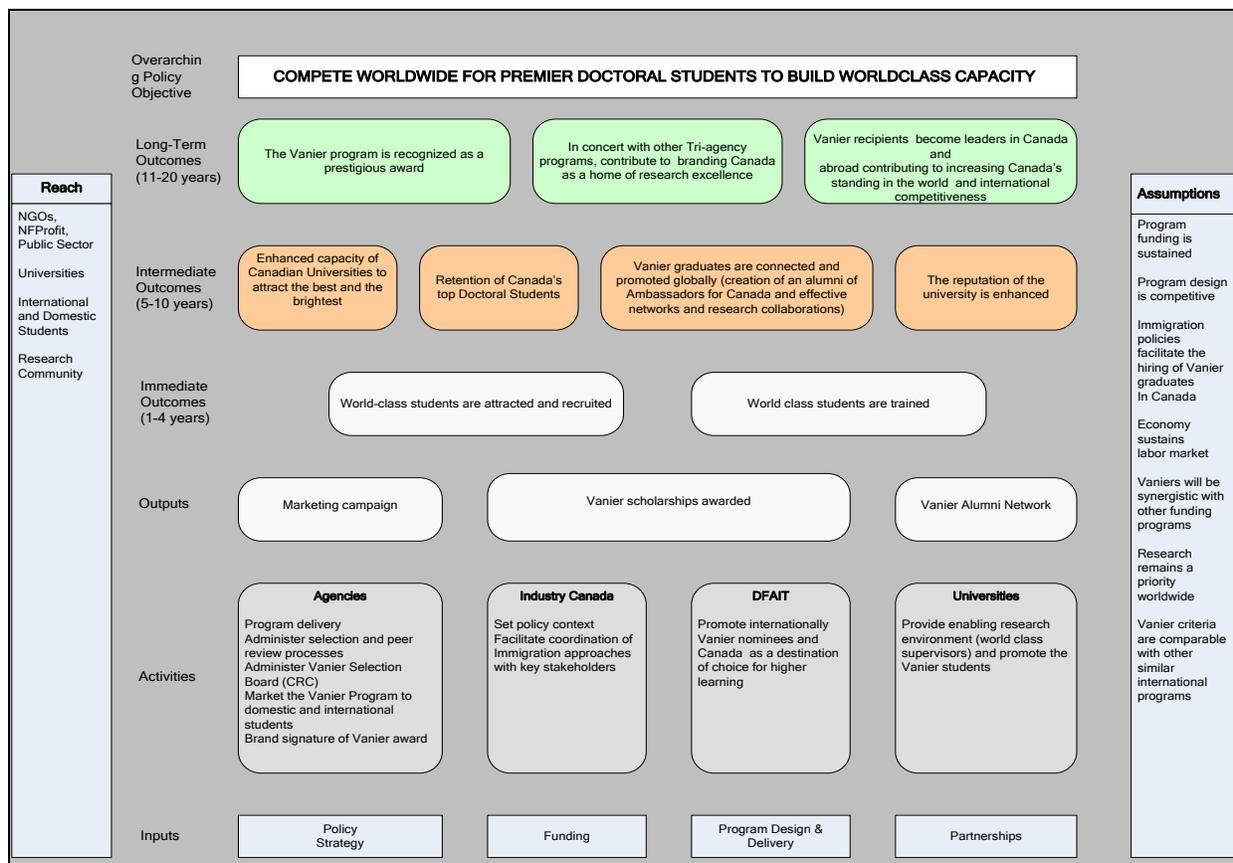 Overarchin
g Policy
Objective
COMPETE WORLDWIDE FOR PREMIER DOCTORAL STUDENTS TO BUILD WORLDCLASS CAPACITY
Long-Term
Outcomes
(11-20 years)
The Vanier program is recognized as a
prestigious award
In concert with other Tri-agency
programs, contribute to branding Canada
as a home of research excellence
Vanier recipients become leaders in Canada
and
abroad contributing to increasing Canada's
standing in the world and international
competitiveness
Reach
NGOs,
NFProfit,
Public Sector
Universities
International
and Domestic
Students
Research
Community
Intermediate
Outcomes
(5-10 years)
Enhanced capacity of
Canadian Universities to
attract the best and the
brightest
Retention of Canada's
top Doctoral Students
Vanier graduates are connected and
promoted globally (creation of an alumni of
Ambassadors for Canada and effective
networks and research collaborations)
The reputation of the
university is enhanced
Immediate
Outcomes
(1-4 years)
World-class students are attracted and recruited
World class students are trained
Outputs
Marketing campaign
Vanier scholarships awarded
Vanier Alumni Network
Activities
Agencies
Program delivery
Administer selection and peer
review processes
Administer Vanier Selection
Board (CRC)
Market the Vanier Program to
domestic and international
students
Brand signature of Vanier award
Industry Canada
Set policy context
Facilitate coordination of
Immigration approaches
with key stakeholders
DFAIT
Promote internationally
Vanier nominees and
Canada as a destination
of choice for higher
learning
Universities
Provide enabling research
environment (world class
supervisors) and promote the
Vanier students
Inputs
Policy
Strategy
Funding
Program Design &
Delivery
Partnerships
Assumptions
Program
funding is
sustained
Program design
is competitive
Immigration
policies
facilitate the
hiring of Vanier
graduates
In Canada
Economy
sustains
labor market
Vaniers will be
synergistic with
other funding
programs
Research
remains a
priority
worldwide
Vanier criteria
are comparable
with other
similar
international
programs